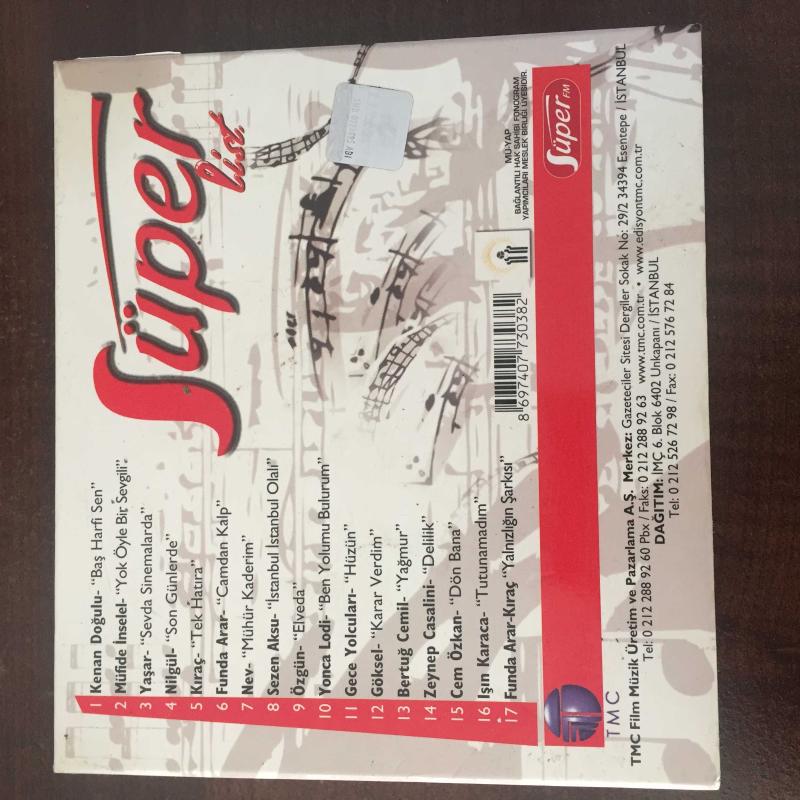 Süper
List
1 Kenan Doğulu- “Baş Harfi Sen”
2 Müfide İnselel- “Yok Öyle Bir Sevgili”
3 Yaşar- “Sevda Sinemalarda”
4 Nilgül- “Son Günlerde”
5 Kıraç- “Tek Hatıra”
6 Funda Arar- “Camdan Kalp”
7 Nev- “Mühür Kaderim”
8 Sezen Aksu- “İstanbul İstanbul Olalı”
9 Özgün- “Elveda”
10 Yonca Lodi- “Ben Yolumu Bulurum”
11 Gece Yolcuları- “Hüzün”
12 Göksel- “Karar Verdim”
13 Bertuğ Cemil- “Yağmur”
14 Zeynep Casalini- “Delilik”
15 Cem Özkan- “Dön Bana”
16 Işın Karaca- “Tutunamadım”
17 Funda Arar-Kıraç “Yalnızlığın Şarkısı”
8 697407 730382
MÜ-YAP
BAĞLANTILI HAK SAHİBİ FONOGRAM
YAPIMCILARI MESLEK BİRLİĞİ ÜYESİDİR.
Süper FM
TMC
TMC Film Müzik Üretim ve Pazarlama A.Ş. Merkez: Gazeteciler Sitesi Dergiler Sokak No: 29/2 34394 Esentepe / İSTANBUL
Tel: 0 212 288 92 60 Pbx / Faks: 0 212 288 92 63 www.tmc.com.tr • www.edisyontmc.com.tr
DAĞITIM: İMÇ 6. Blok 6402 Unkapanı / İSTANBUL
Tel: 0 212 526 72 98 / Fax: 0 212 576 72 84